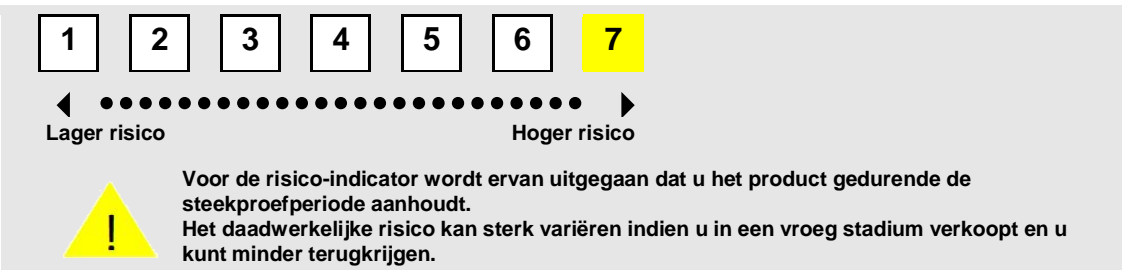 1 2 3 4 5 6 7
Lager risico Hoger risico
Voor de risico-indicator wordt ervan uitgegaan dat u het product gedurende de
steekproefperiode aanhoudt.
Het daadwerkelijke risico kan sterk variëren indien u in een vroeg stadium verkoopt en u
kunt minder terugkrijgen.
!